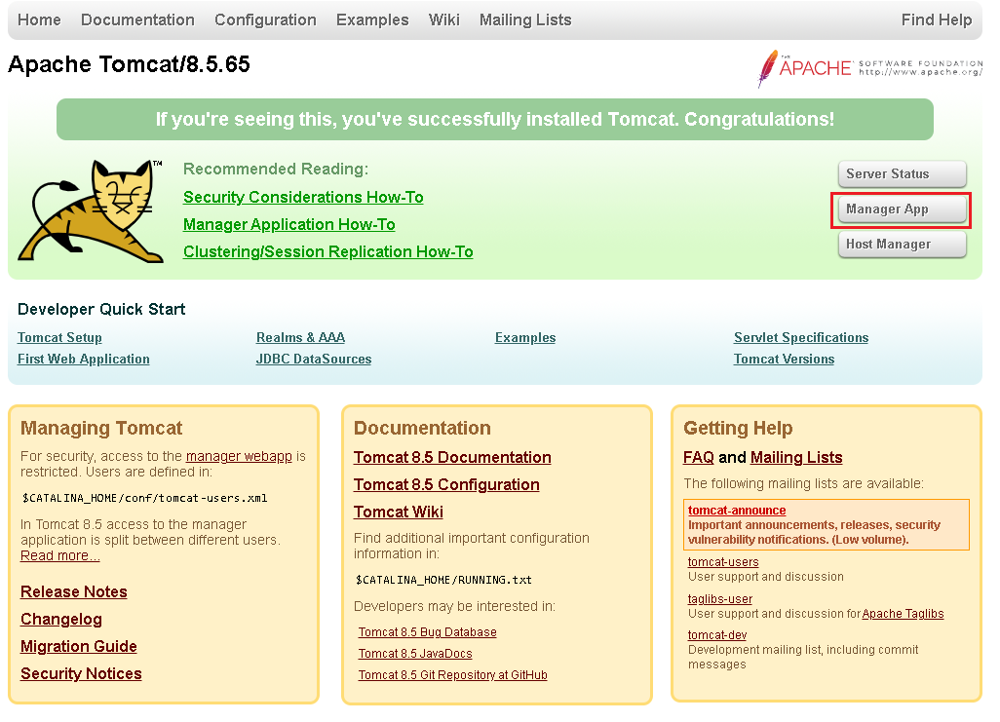 Home Documentation Configuration Examples Wiki Mailing Lists Find Help
Apache Tomcat/8.5.65
THE APACHE SOFTWARE FOUNDATION
http://www.apache.org/
If you're seeing this, you've successfully installed Tomcat. Congratulations!
TM
Recommended Reading:
Security Considerations How-To
Manager Application How-To
Clustering/Session Replication How-To
Server Status
Manager App
Host Manager
Developer Quick Start
Tomcat Setup
First Web Application
Realms & AAA
JDBC DataSources
Examples
Servlet Specifications
Tomcat Versions
Managing Tomcat
For security, access to the manager webapp is
restricted. Users are defined in:
$CATALINA_HOME/conf/tomcat-users.xml
In Tomcat 8.5 access to the manager
application is split between different users.
Read more...
Release Notes
Changelog
Migration Guide
Security Notices
Documentation
Tomcat 8.5 Documentation
Tomcat 8.5 Configuration
Tomcat Wiki
Find additional important configuration
information in:
$CATALINA_HOME/RUNNING.txt
Developers may be interested in:
Tomcat 8.5 Bug Database
Tomcat 8.5 JavaDocs
Tomcat 8.5 Git Repository at GitHub
Getting Help
FAQ and Mailing Lists
The following mailing lists are available:
tomcat-announce
Important announcements, releases, security
vulnerability notifications. (Low volume).
tomcat-users
User support and discussion
taglibs-user
User support and discussion for Apache Taglibs
tomcat-dev
Development mailing list, including commit
messages